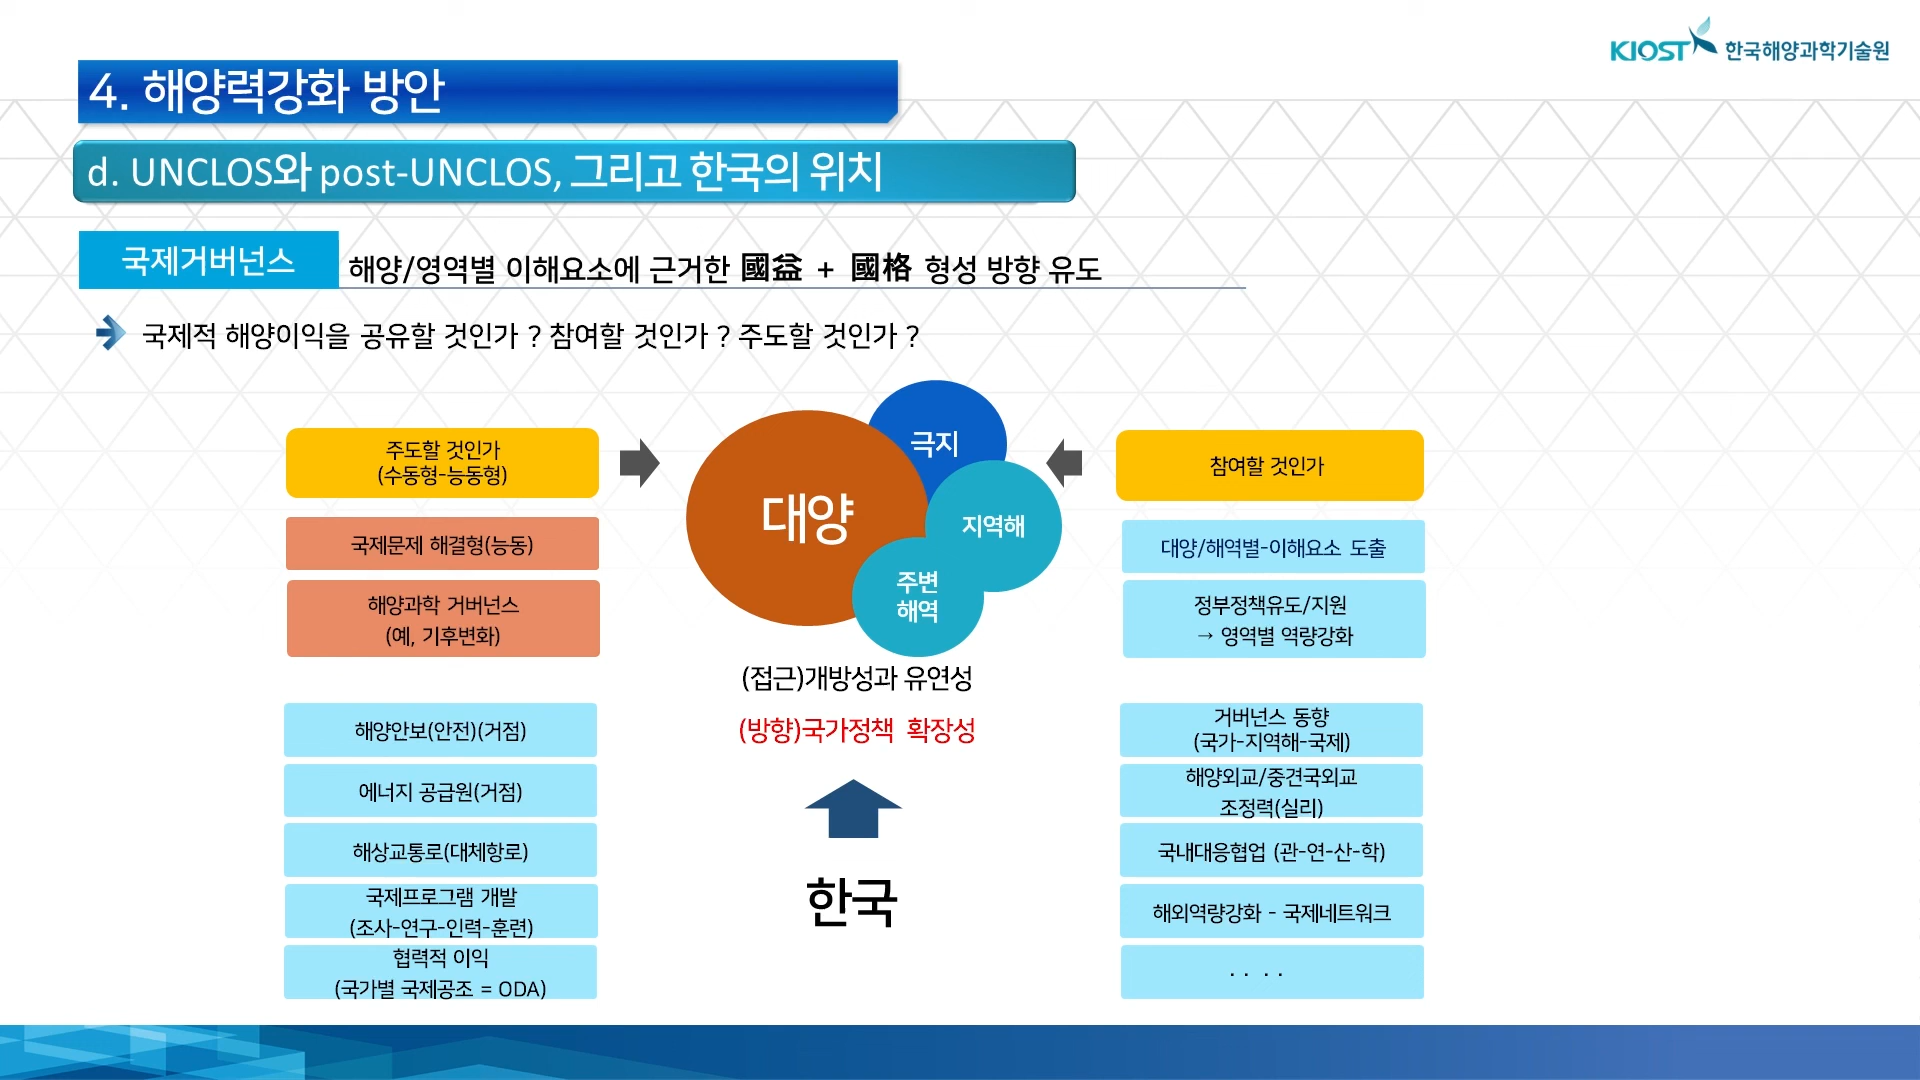 KIOST 한국해양과학기술원
4. 해양력강화 방안
d. UNCLOS와 post-UNCLOS, 그리고 한국의 위치
국제거버넌스
해양/영역별 이해요소에 근거한 國益 + 國格 형성 방향 유도
국제적 해양이익을 공유할 것인가 ? 참여할 것인가 ? 주도할 것인가 ?
주도할 것인가
(수동형-능동형)
국제문제 해결형(능동)
해양과학 거버넌스
(예, 기후변화)
해양안보(안전)(거점)
에너지 공급원(거점)
해상교통로(대체항로)
국제프로그램 개발
(조사-연구-인력-훈련)
협력적 이익
(국가별 국제공조 = ODA)
대양
극지
지역해
주변
해역
(접근)개방성과 유연성
(방향)국가정책 확장성
한국
참여할 것인가
대양/해역별-이해요소 도출
정부정책유도/지원
→ 영역별 역량강화
거버넌스 동향
(국가-지역해-국제)
해양외교/중견국외교
조정력(실리)
국내대응협업 (관-연-산-학)
해외역량강화 - 국제네트워크
. . . .